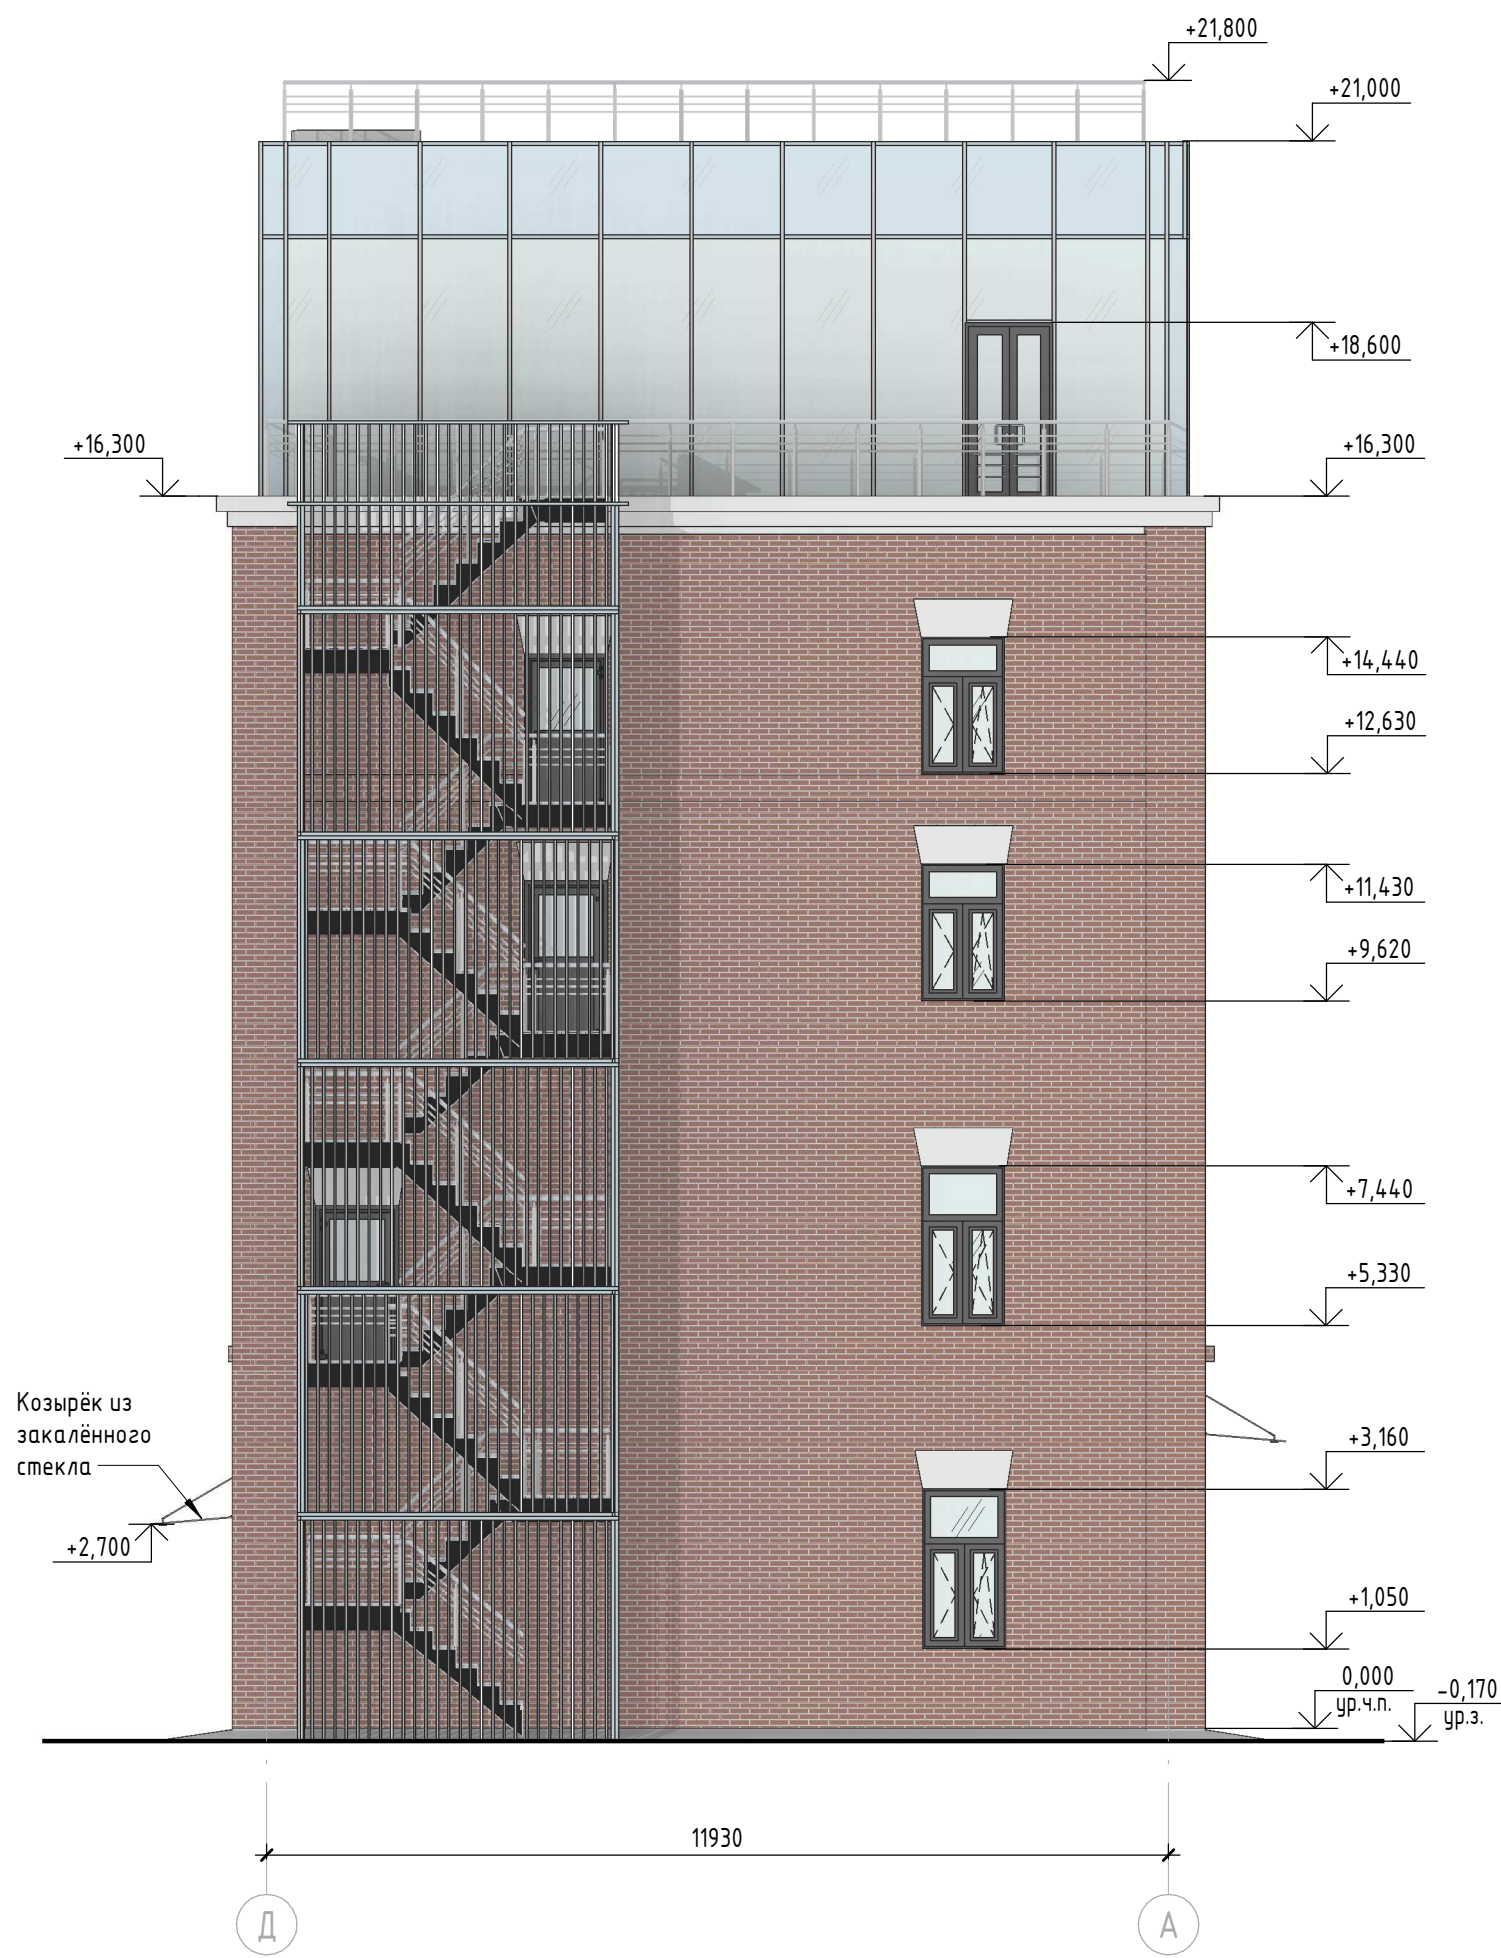 +21,800
+21,000
+18,600
+16,300
+16,300
+14,440
+12,630
+11,430
+9,620
+7,440
+5,330
Козырёк из
закалённого
стекла
+3,160
+2,700
+1,050
0,000
ур.ч.п.
-0,170
ур.з.
11930
Д
А